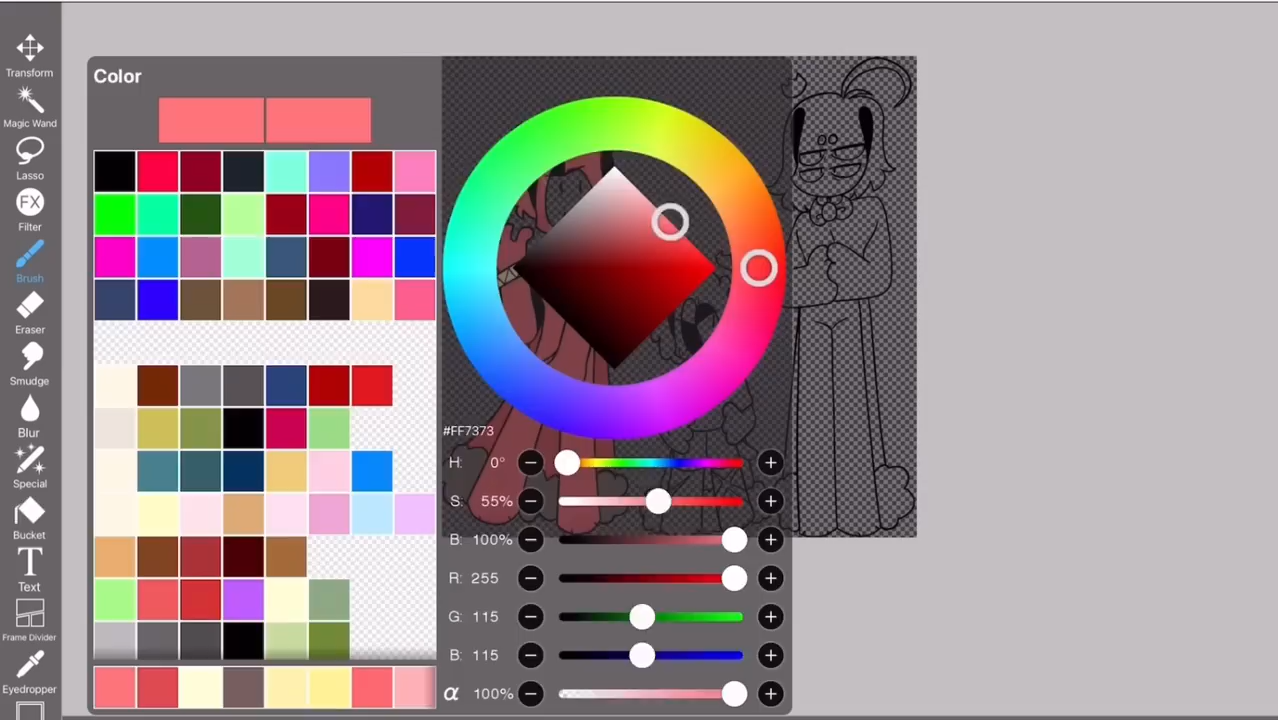 Transform
Magic Wand
Lasso
FX
Filter
Brush
Eraser
Smudge
Blur
Special
Bucket
T
Text
Frame Divider
Eyedropper
Color
#FF7373
H: 0°
S: 55%
B: 100%
R: 255
G: 115
B: 115
α 100%